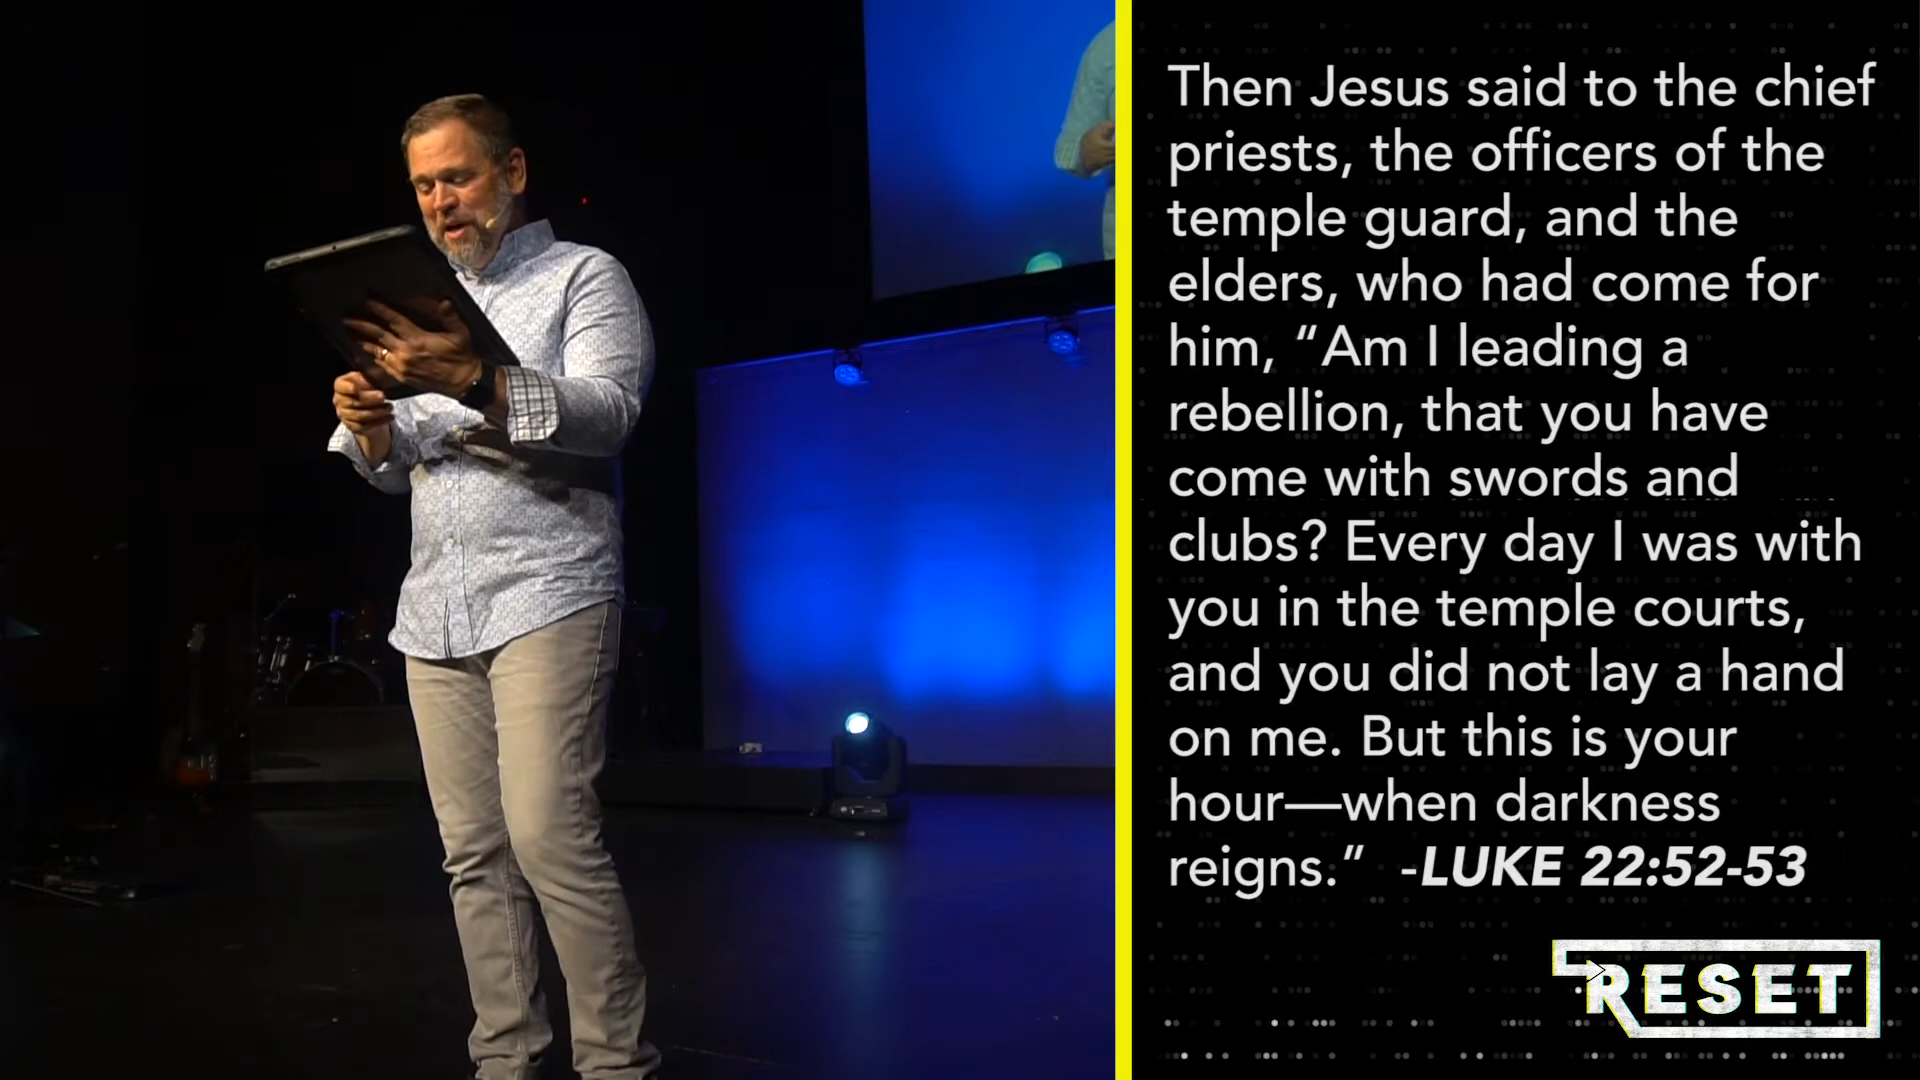 Then Jesus said to the chief
priests, the officers of the
temple guard, and the
elders, who had come for
him, “Am I leading a
rebellion, that you have
come with swords and
clubs? Every day I was with
you in the temple courts,
and you did not lay a hand
on me. But this is your
hour—when darkness
reigns.” -LUKE 22:52-53
RESET